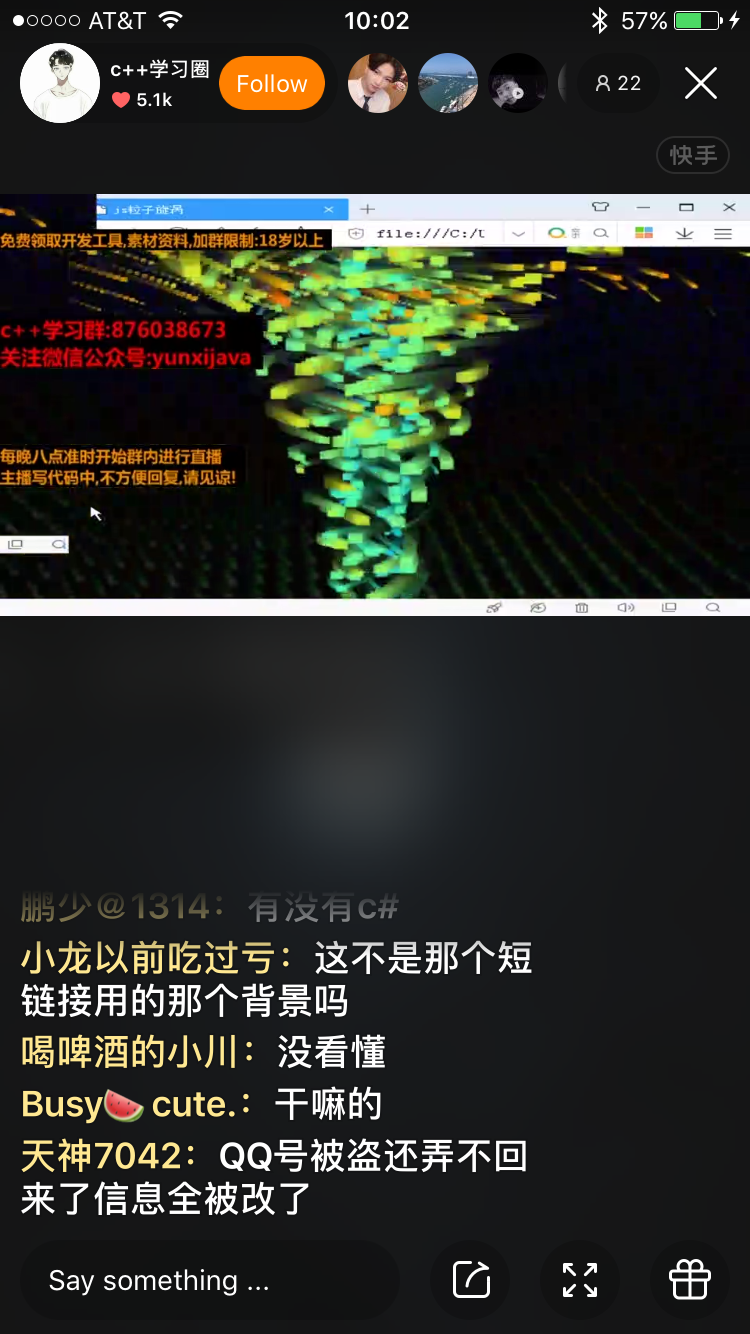 AT&T
10:02
57%
c++学习圈
5.1k
Follow
22
快手
js粒子旋涡
file:///C:/t
免费领取开发工具,素材资料,加群限制:18岁以上
c++学习群:876038673
关注微信公众号:yunxijava
每晚八点准时开始群内进行直播
主播写代码中,不方便回复,请见谅!
鹏少@1314：有没有c#
小龙以前吃过亏：这不是那个短
链接用的那个背景吗
喝啤酒的小川：没看懂
Busy🍉 cute.：干嘛的
天神7042：QQ号被盗还弄不回
来了信息全被改了
Say something ...